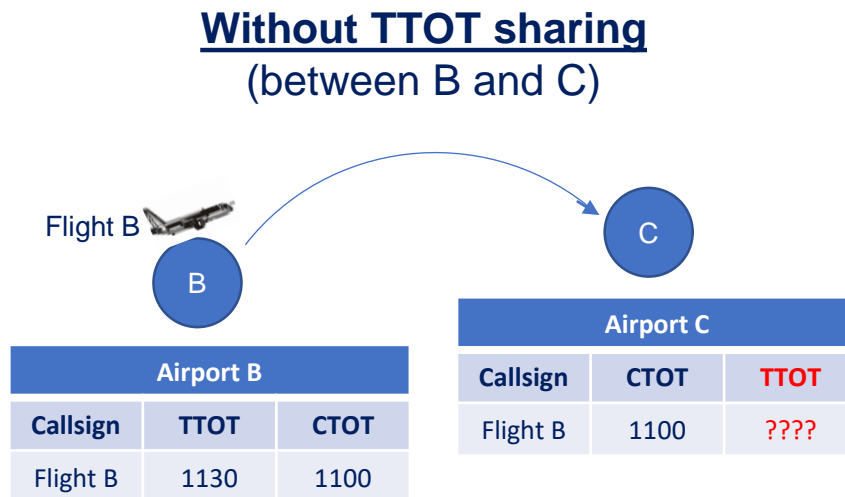 Without TTOT sharing
(between B and C)
Flight B
B
C
Airport B
Callsign TTOT CTOT
Flight B 1130 1100
Airport C
Callsign CTOT TTOT
Flight B 1100 ????